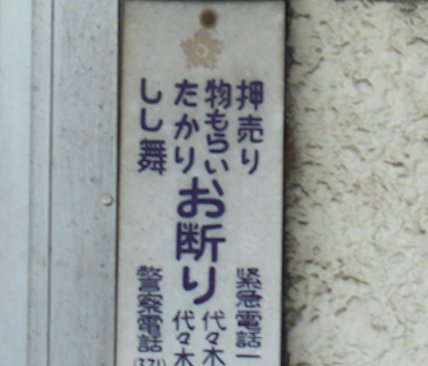 押売り
物もらい
たかり
しし舞
お断り
緊急電話一
代々木
代々木
警察電話